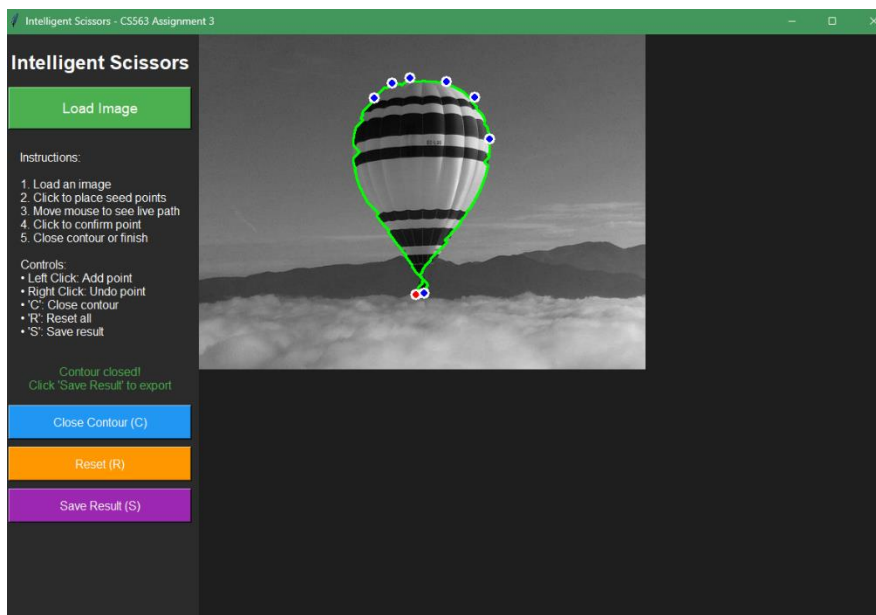 Intelligent Scissors - CS563 Assignment 3
Intelligent Scissors
Load Image
Instructions:
1. Load an image
2. Click to place seed points
3. Move mouse to see live path
4. Click to confirm point
5. Close contour or finish
Controls:
• Left Click: Add point
• Right Click: Undo point
• 'C': Close contour
• 'R': Reset all
• 'S': Save result
Contour closed!
Click 'Save Result' to export
Close Contour (C)
Reset (R)
Save Result (S)